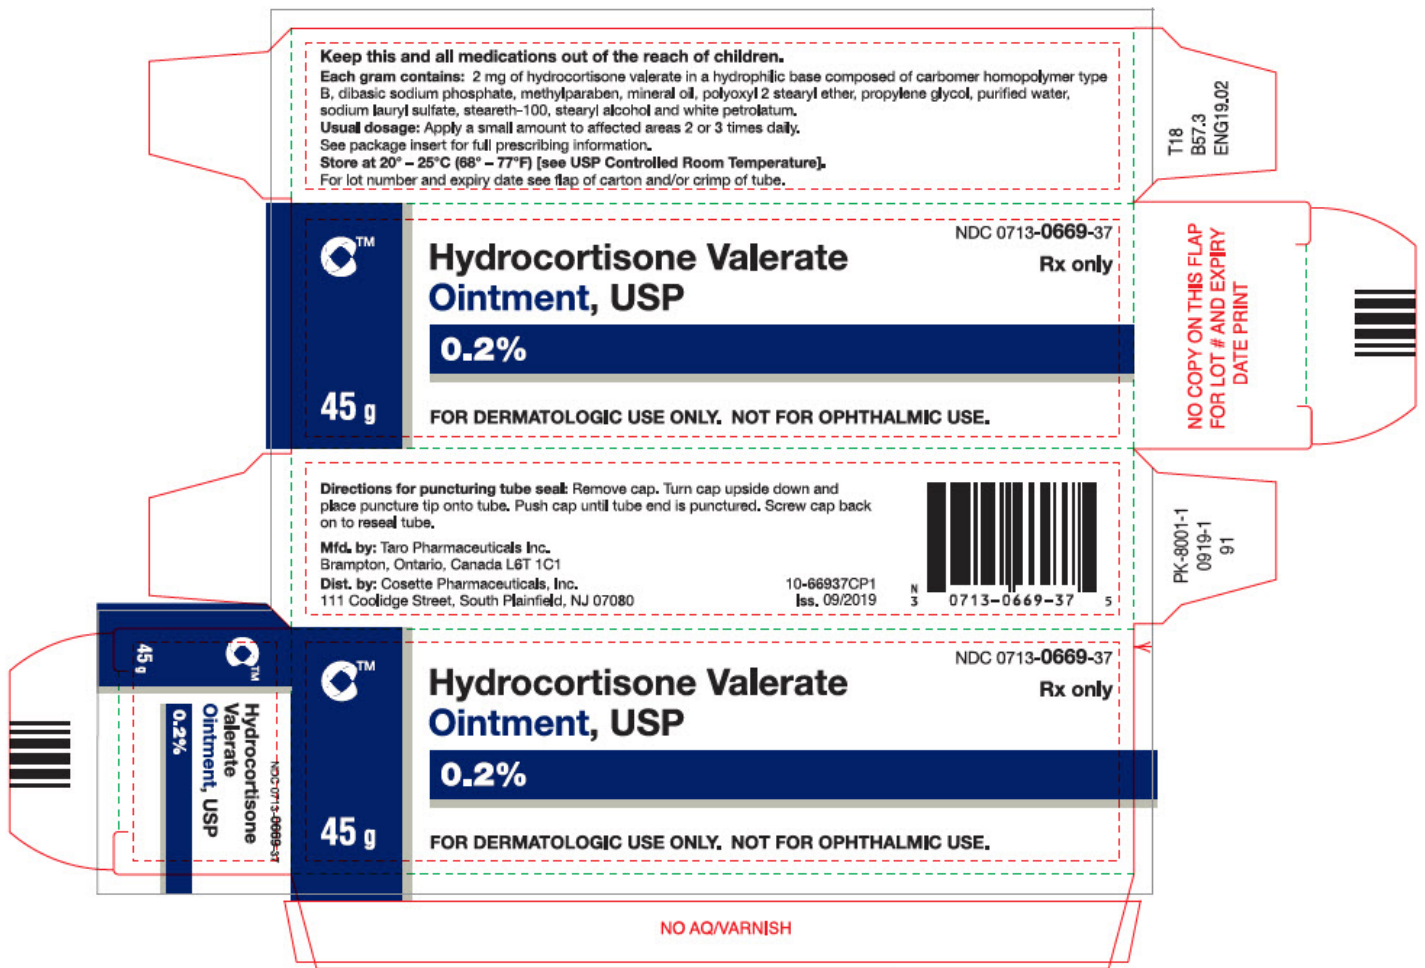 Keep this and all medications out of the reach of children.
Each gram contains: 2 mg of hydrocortisone valerate in a hydrophilic base composed of carbomer homopolymer type
B, dibasic sodium phosphate, methylparaben, mineral oil, polyoxyl 2 stearyl ether, propylene glycol, purified water,
sodium lauryl sulfate, steareth-100, stearyl alcohol and white petrolatum.
Usual dosage: Apply a small amount to affected areas 2 or 3 times daily.
See package insert for full prescribing information.
Store at 20° – 25°C (68° – 77°F) [see USP Controlled Room Temperature].
For lot number and expiry date see flap of carton and/or crimp of tube.
T18
B57.3
ENG19.02
TM
NDC 0713-0669-37
Rx only
Hydrocortisone Valerate
Ointment, USP
0.2%
45 g
FOR DERMATOLOGIC USE ONLY. NOT FOR OPHTHALMIC USE.
NO COPY ON THIS FLAP
FOR LOT # AND EXPIRY
DATE PRINT
Directions for puncturing tube seal: Remove cap. Turn cap upside down and
place puncture tip onto tube. Push cap until tube end is punctured. Screw cap back
on to reseal tube.
Mfd. by: Taro Pharmaceuticals Inc.
Brampton, Ontario, Canada L6T 1C1
Dist. by: Cosette Pharmaceuticals, Inc.
111 Coolidge Street, South Plainfield, NJ 07080
10-66937CP1
Iss. 09/2019
N
3 0713-0669-37 5
PK-8001-1
0919-1
91
TM
45 g
NDC 0713-0669-37
Hydrocortisone
Valerate
Ointment, USP
0.2%
TM
NDC 0713-0669-37
Rx only
Hydrocortisone Valerate
Ointment, USP
0.2%
45 g
FOR DERMATOLOGIC USE ONLY. NOT FOR OPHTHALMIC USE.
NO AQ/VARNISH